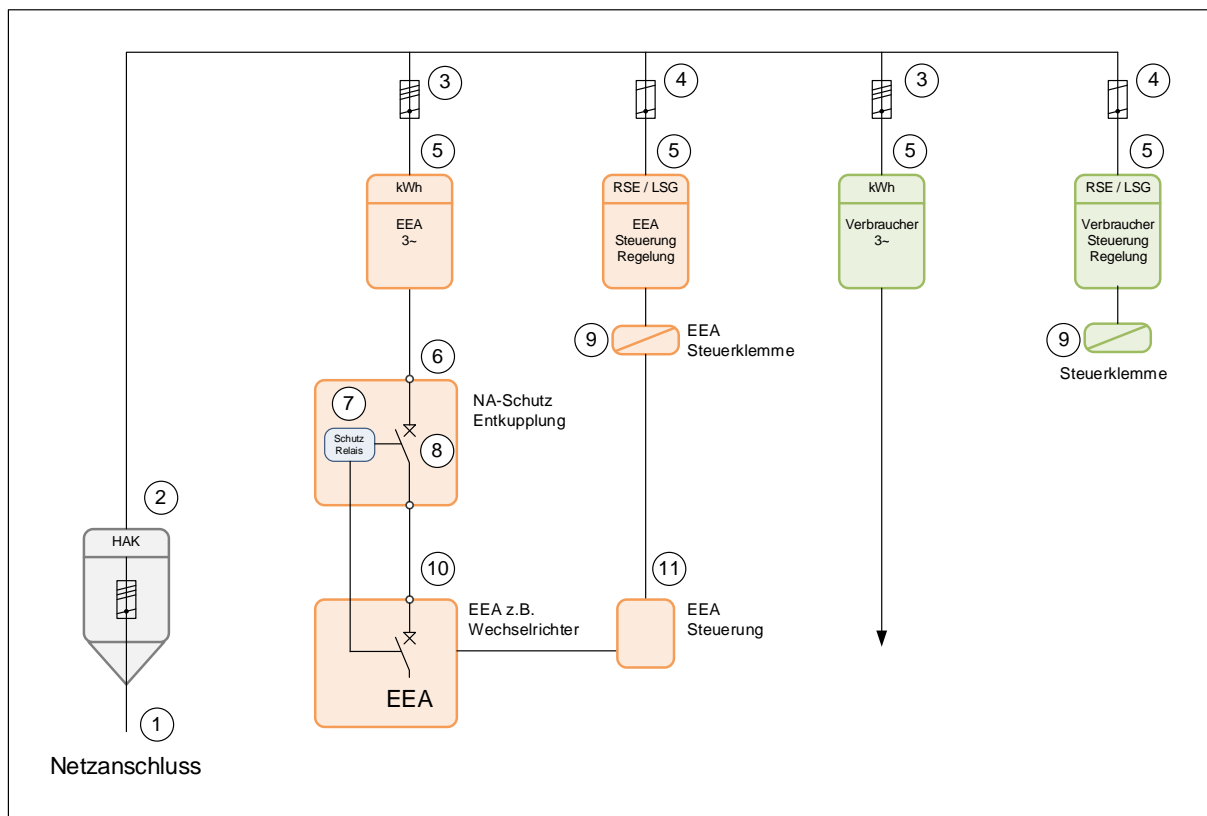 3
4
3
4
5
5
5
5
kWh
RSE / LSG
kWh
RSE / LSG
EEA
3~
EEA
Steuerung
Regelung
Verbraucher
3~
Verbraucher
Steuerung
Regelung
9
EEA
Steuerklemme
9
Steuerklemme
6
7
NA-Schutz
Entkupplung
Schutz
Relais
8
2
HAK
10
11
EEA z.B.
Wechselrichter
EEA
Steuerung
EEA
1
Netzanschluss